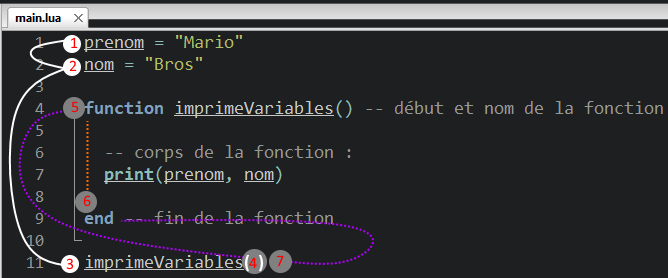 main.lua
1 1 prenom = "Mario"
2 2 nom = "Bros"
3
4 5 function imprimeVariables() -- début et nom de la fonction
5
6 -- corps de la fonction :
7 print(prenom, nom)
8 6
9 end -- fin de la fonction
10
11 3 imprimeVariables(4) 7